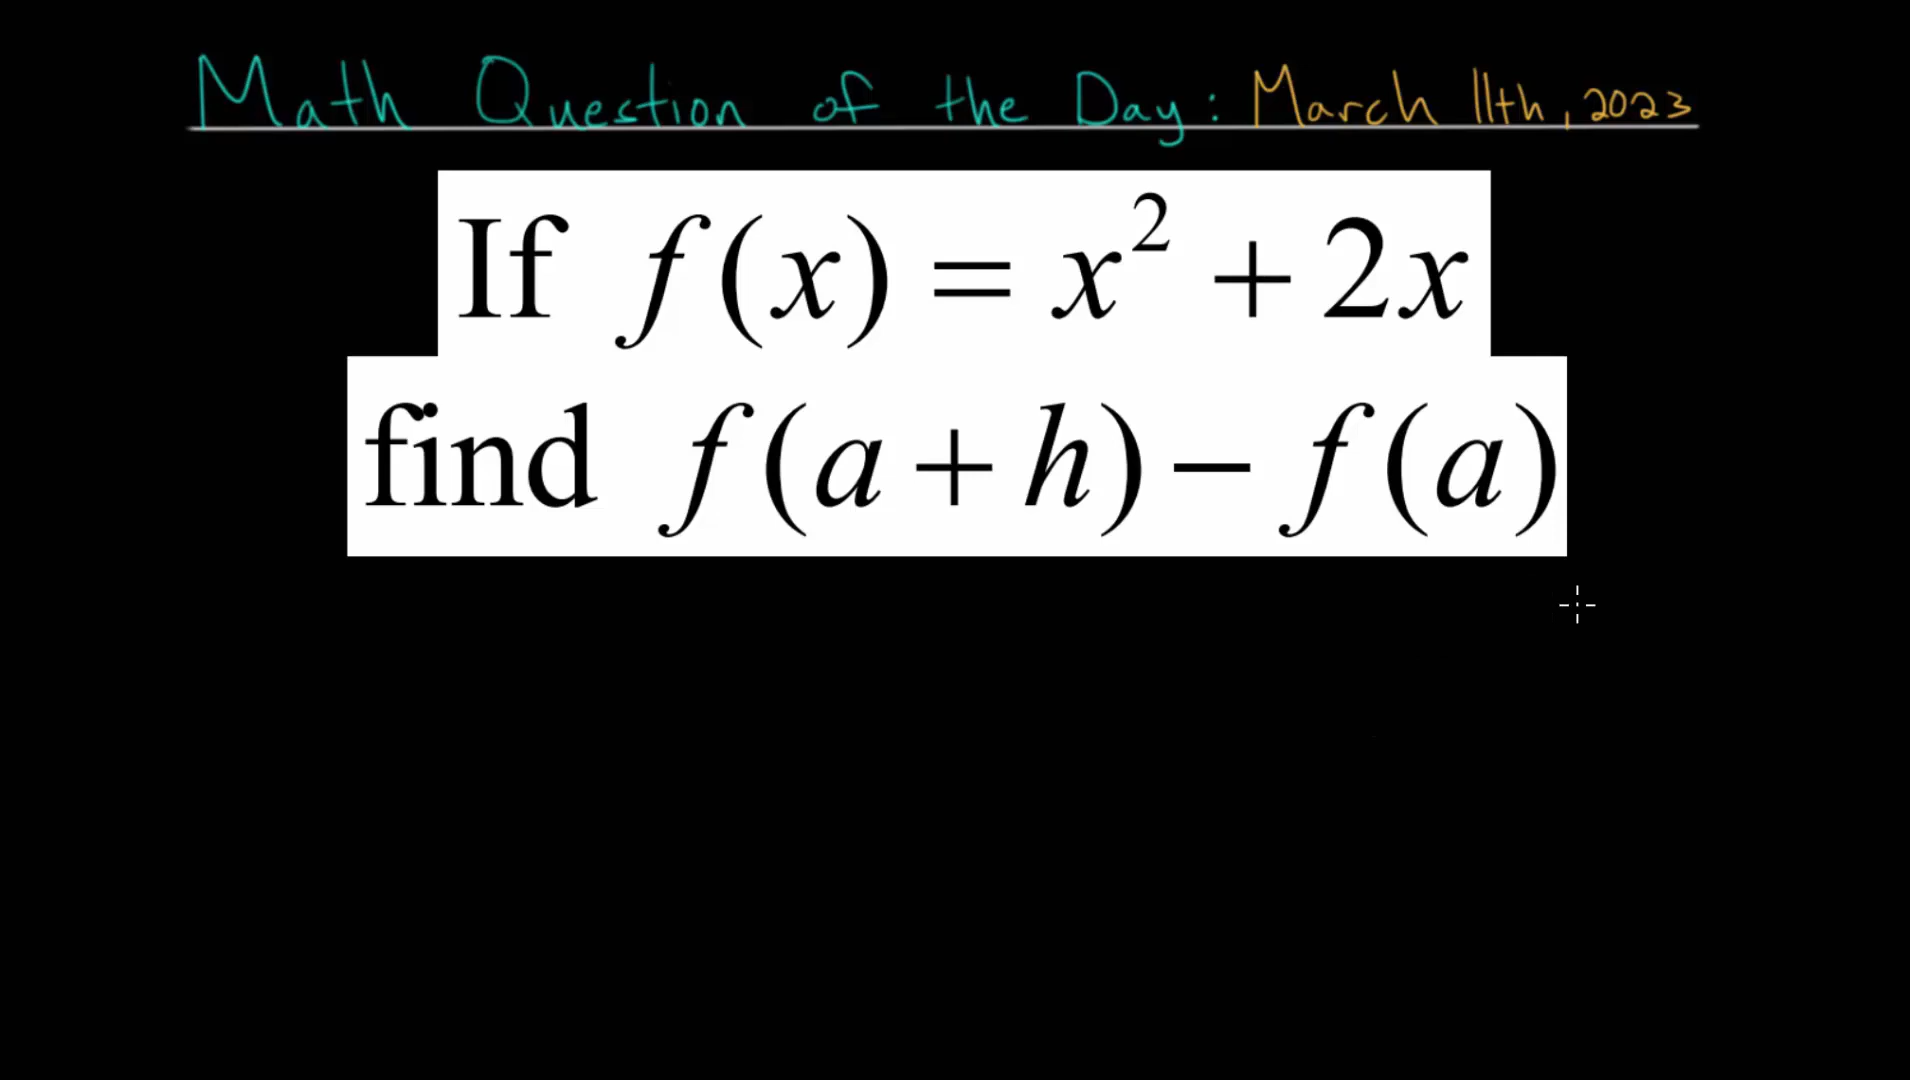 Math Question of the Day: March 11th, 2023
If f(x) = x² + 2x
find f(a + h) − f(a)